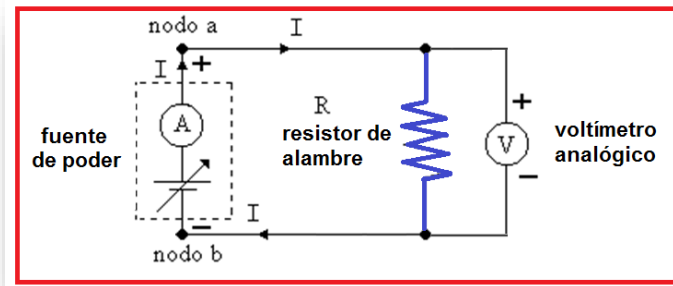 nodo a
I
I
+
A
fuente
de poder
−
nodo b
I
R
resistor de
alambre
+
V
−
voltímetro
analógico